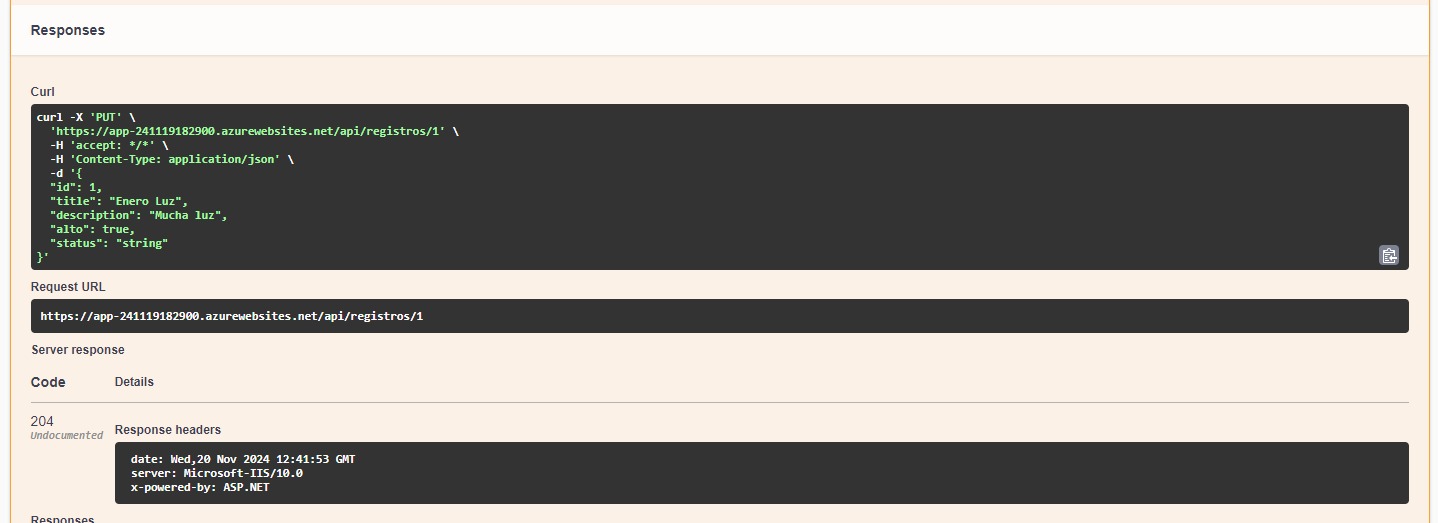 Responses
Curl
curl -X 'PUT' \
  'https://app-241119182900.azurewebsites.net/api/registros/1' \
  -H 'accept: */*' \
  -H 'Content-Type: application/json' \
  -d '{
  "id": 1,
  "title": "Enero Luz",
  "description": "Mucha luz",
  "alto": true,
  "status": "string"
}'
Request URL
https://app-241119182900.azurewebsites.net/api/registros/1
Server response
Code Details
204
Undocumented
Response headers
date: Wed,20 Nov 2024 12:41:53 GMT
server: Microsoft-IIS/10.0
x-powered-by: ASP.NET
Responses